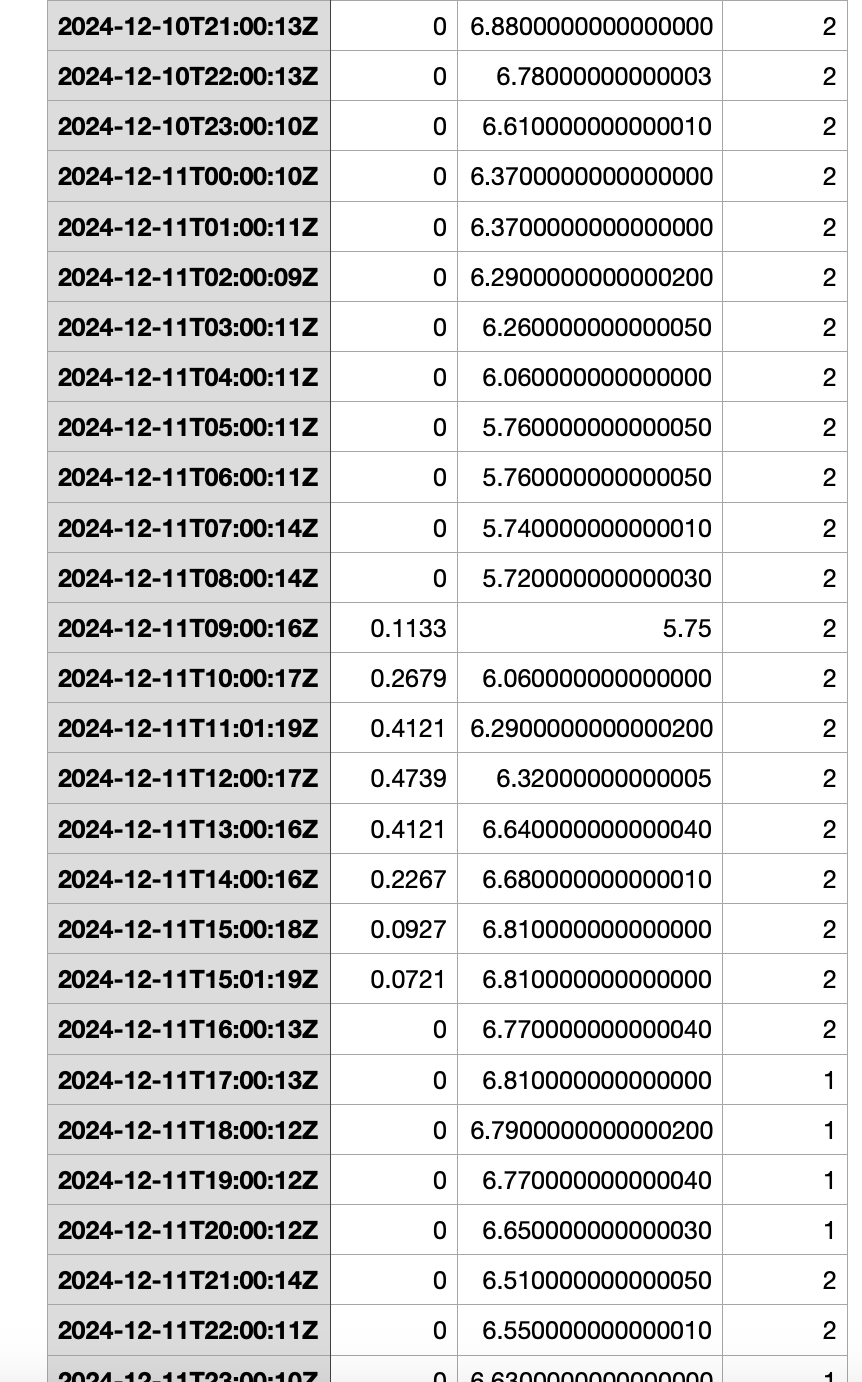 2024-12-10T21:00:13Z 0 6.8800000000000000 2
2024-12-10T22:00:13Z 0 6.78000000000003 2
2024-12-10T23:00:10Z 0 6.610000000000010 2
2024-12-11T00:00:10Z 0 6.3700000000000000 2
2024-12-11T01:00:11Z 0 6.3700000000000000 2
2024-12-11T02:00:09Z 0 6.2900000000000200 2
2024-12-11T03:00:11Z 0 6.260000000000050 2
2024-12-11T04:00:11Z 0 6.060000000000000 2
2024-12-11T05:00:11Z 0 5.760000000000050 2
2024-12-11T06:00:11Z 0 5.760000000000050 2
2024-12-11T07:00:14Z 0 5.740000000000010 2
2024-12-11T08:00:14Z 0 5.720000000000030 2
2024-12-11T09:00:16Z 0.1133 5.75 2
2024-12-11T10:00:17Z 0.2679 6.060000000000000 2
2024-12-11T11:01:19Z 0.4121 6.2900000000000200 2
2024-12-11T12:00:17Z 0.4739 6.32000000000005 2
2024-12-11T13:00:16Z 0.4121 6.640000000000040 2
2024-12-11T14:00:16Z 0.2267 6.680000000000010 2
2024-12-11T15:00:18Z 0.0927 6.810000000000000 2
2024-12-11T15:01:19Z 0.0721 6.810000000000000 2
2024-12-11T16:00:13Z 0 6.770000000000040 2
2024-12-11T17:00:13Z 0 6.810000000000000 1
2024-12-11T18:00:12Z 0 6.7900000000000200 1
2024-12-11T19:00:12Z 0 6.770000000000040 1
2024-12-11T20:00:12Z 0 6.650000000000030 1
2024-12-11T21:00:14Z 0 6.510000000000050 2
2024-12-11T22:00:11Z 0 6.550000000000010 2
2024-12-11T23:00:10Z 0 6.6300000000000000 1